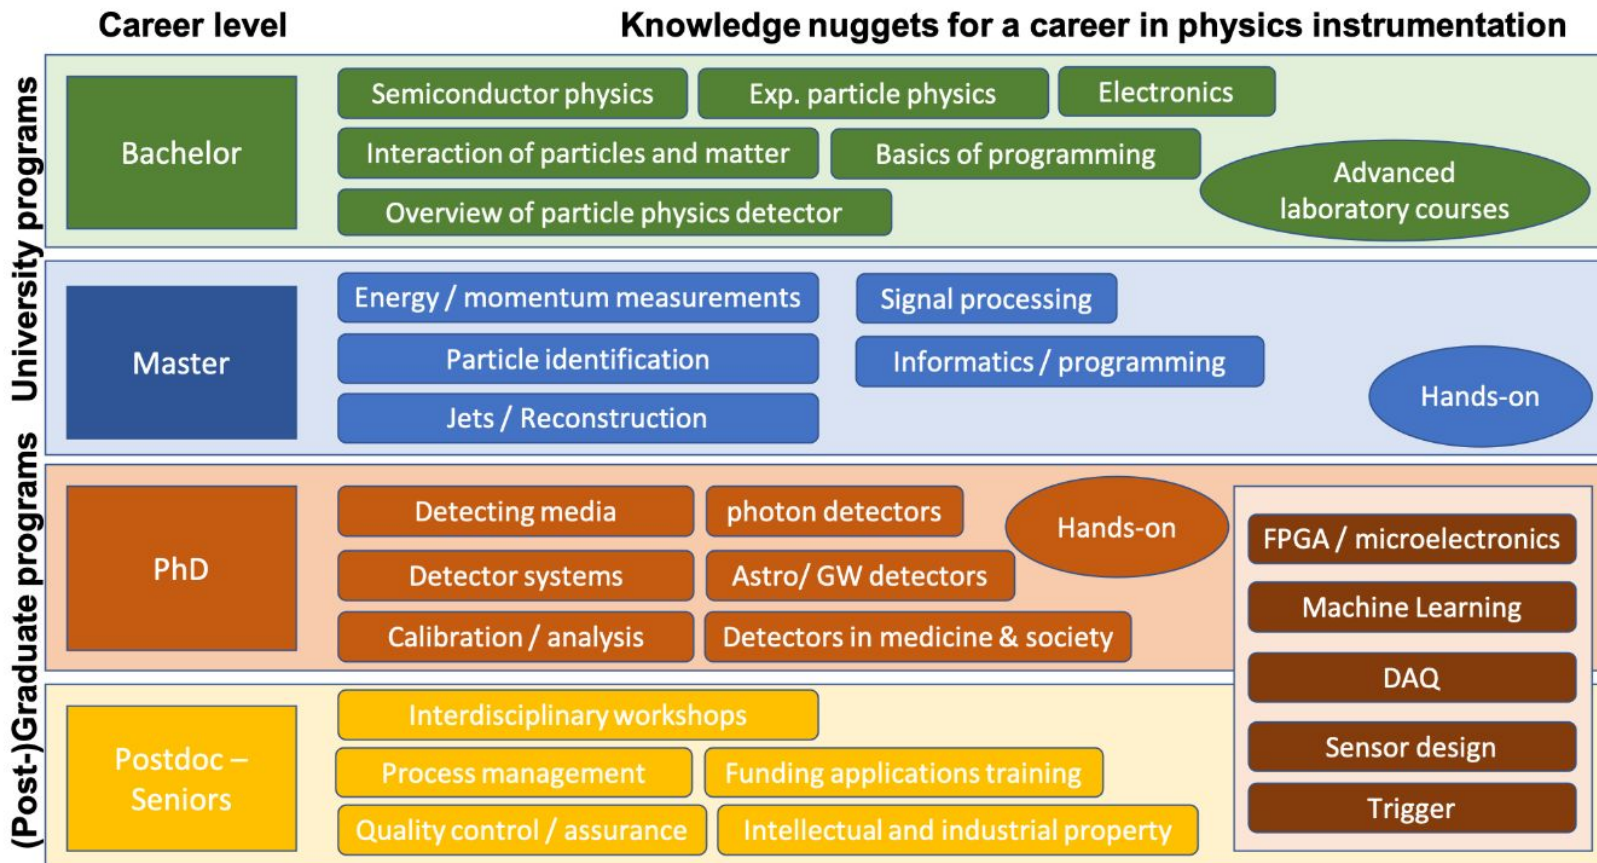 Career level
Knowledge nuggets for a career in physics instrumentation
University programs
Bachelor
Semiconductor physics
Exp. particle physics
Electronics
Interaction of particles and matter
Basics of programming
Overview of particle physics detector
Advanced
laboratory courses
Master
Energy / momentum measurements
Signal processing
Particle identification
Informatics / programming
Jets / Reconstruction
Hands-on
(Post-)Graduate programs
PhD
Detecting media
photon detectors
Hands-on
Detector systems
Astro/ GW detectors
Calibration / analysis
Detectors in medicine & society
FPGA / microelectronics
Machine Learning
DAQ
Sensor design
Trigger
Postdoc –
Seniors
Interdisciplinary workshops
Process management
Funding applications training
Quality control / assurance
Intellectual and industrial property